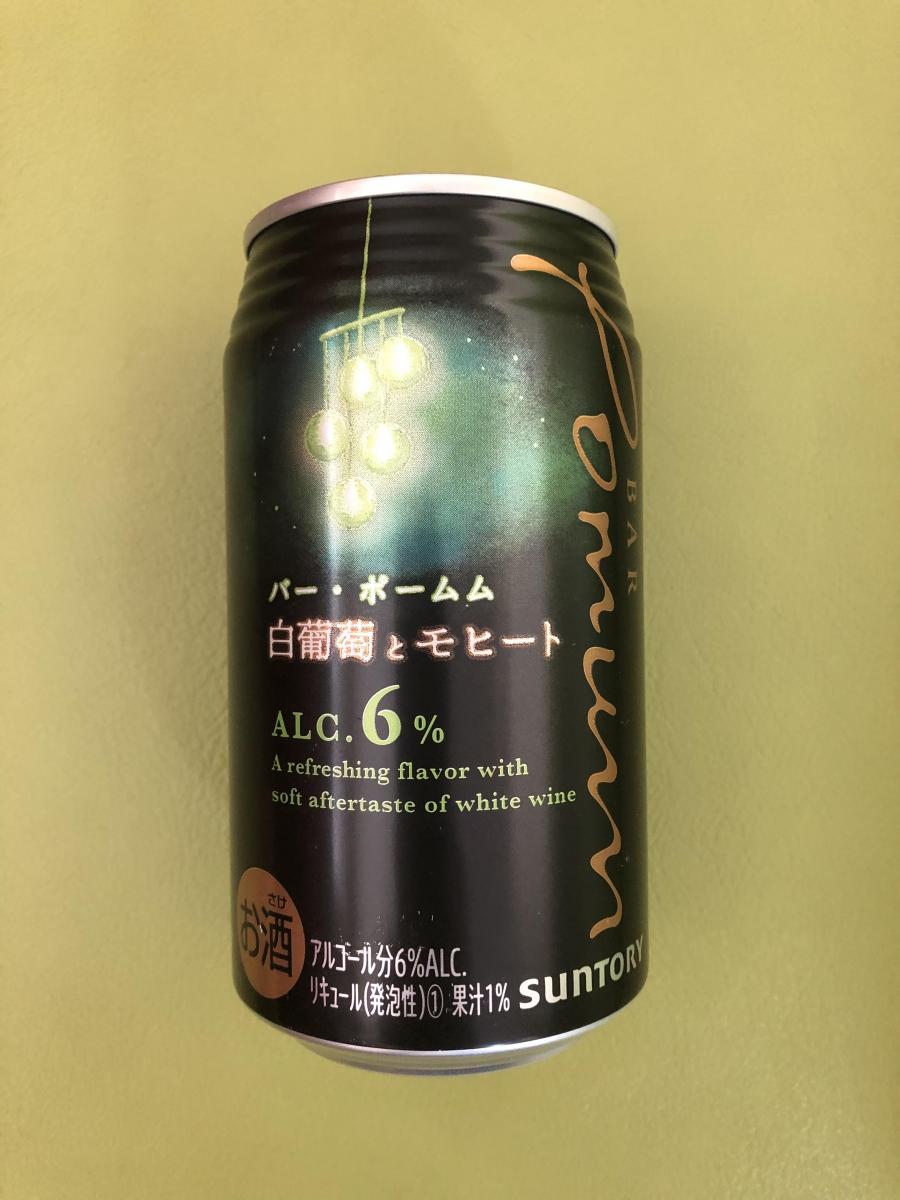 BAR Pomum
バー・ポームム
白葡萄とモヒート
ALC. 6 %
A refreshing flavor with
soft aftertaste of white wine
さけ
お酒
アルコール分6%ALC.
リキュール(発泡性)① 果汁1%
SUNTORY